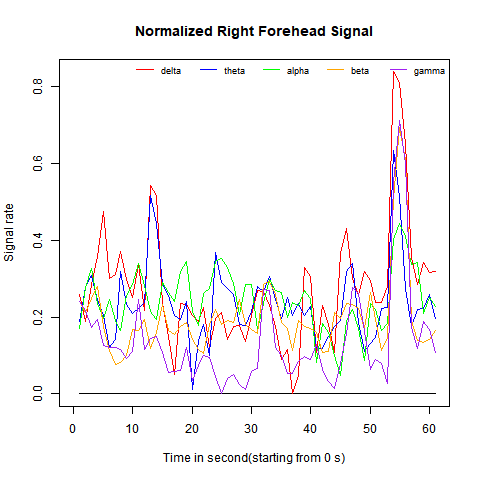 Normalized Right Forehead Signal
delta theta alpha beta gamma
0.8
0.6
0.4
0.2
0.0
Signal rate
0 10 20 30 40 50 60
Time in second(starting from 0 s)